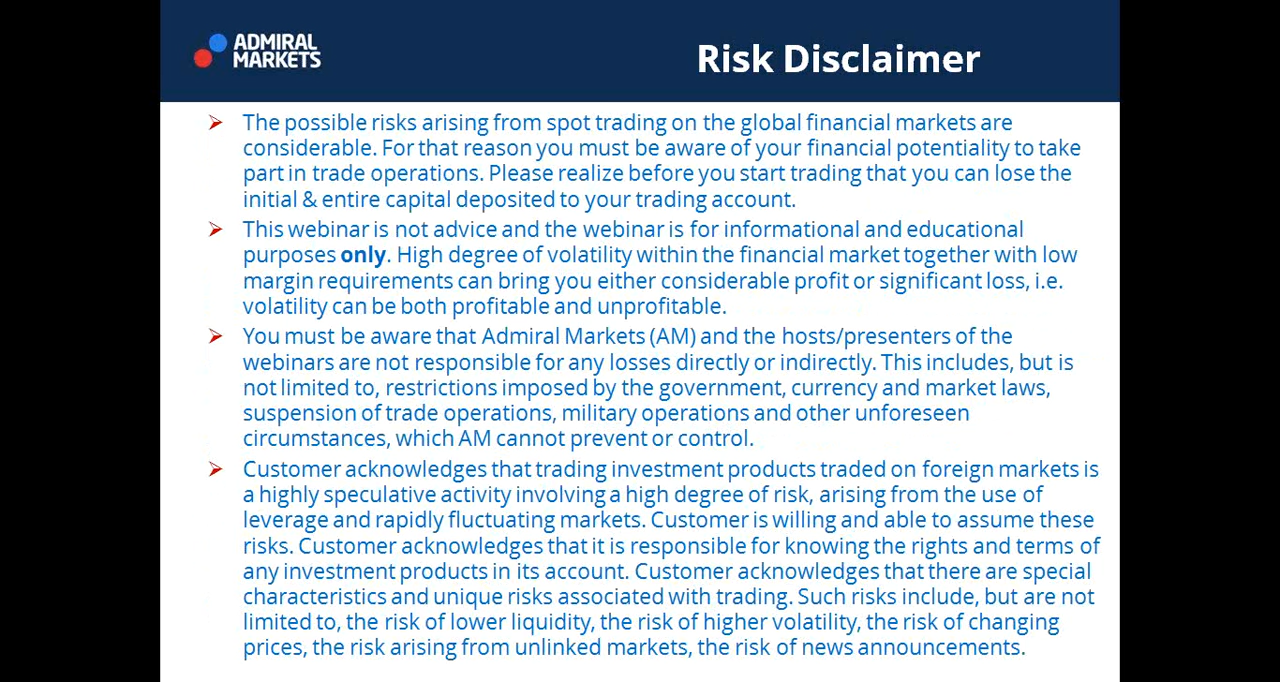 ADMIRAL
MARKETS
Risk Disclaimer
The possible risks arising from spot trading on the global financial markets are
considerable. For that reason you must be aware of your financial potentiality to take
part in trade operations. Please realize before you start trading that you can lose the
initial & entire capital deposited to your trading account.
This webinar is not advice and the webinar is for informational and educational
purposes only. High degree of volatility within the financial market together with low
margin requirements can bring you either considerable profit or significant loss, i.e.
volatility can be both profitable and unprofitable.
You must be aware that Admiral Markets (AM) and the hosts/presenters of the
webinars are not responsible for any losses directly or indirectly. This includes, but is
not limited to, restrictions imposed by the government, currency and market laws,
suspension of trade operations, military operations and other unforeseen
circumstances, which AM cannot prevent or control.
Customer acknowledges that trading investment products traded on foreign markets is
a highly speculative activity involving a high degree of risk, arising from the use of
leverage and rapidly fluctuating markets. Customer is willing and able to assume these
risks. Customer acknowledges that it is responsible for knowing the rights and terms of
any investment products in its account. Customer acknowledges that there are special
characteristics and unique risks associated with trading. Such risks include, but are not
limited to, the risk of lower liquidity, the risk of higher volatility, the risk of changing
prices, the risk arising from unlinked markets, the risk of news announcements.